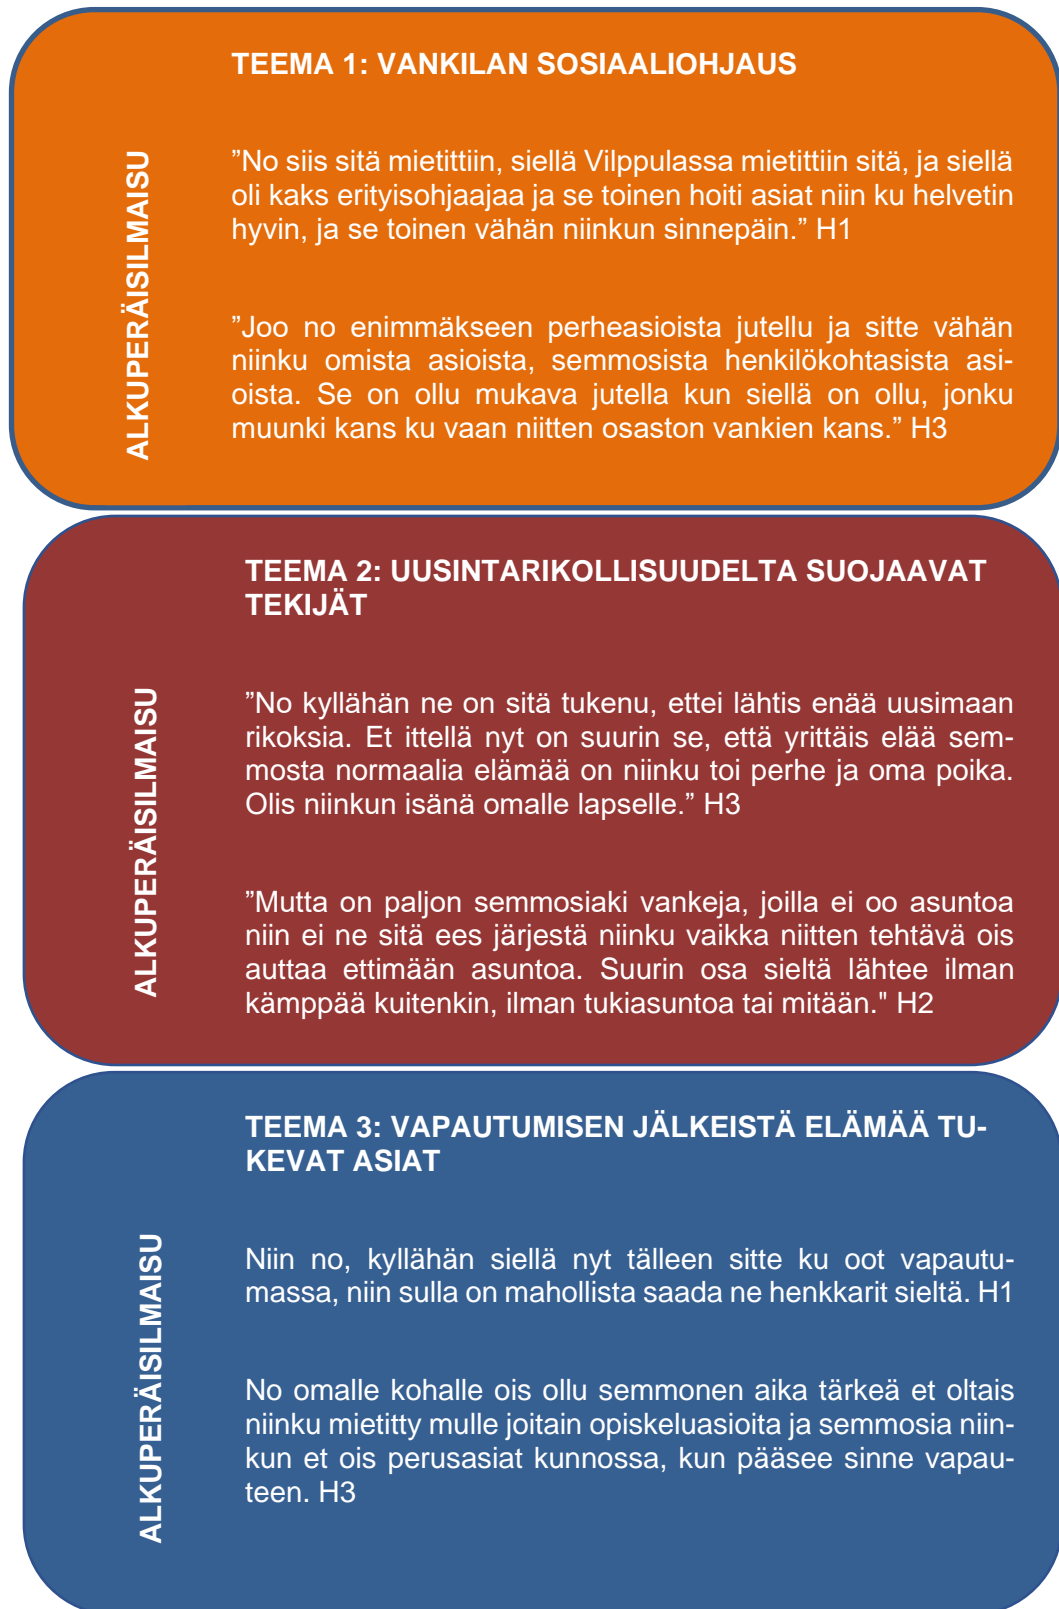 TEEMA 1: VANKILAN SOSIAALIOHJAUS
ALKUPERÄISILMAISU
”No siis sitä mietittiin, siellä Vilppulassa mietittiin sitä, ja siellä
oli kaks erityisohjaajaa ja se toinen hoiti asiat niin ku helvetin
hyvin, ja se toinen vähän niinkun sinnepäin.” H1
”Joo no enimmäkseen perheasioista jutellu ja sitte vähän
niinku omista asioista, semmosista henkilökohtasista asi-
oista. Se on ollu mukava jutella kun siellä on ollu, jonku
muunki kans ku vaan niitten osaston vankien kans.” H3
TEEMA 2: UUSINTARIKOLLISUUDELTA SUOJAAVAT
TEKIJÄT
ALKUPERÄISILMAISU
”No kyllähän ne on sitä tukenu, ettei lähtis enää uusimaan
rikoksia. Et ittellä nyt on suurin se, että yrittäis elää sem-
mosta normaalia elämää on niinku toi perhe ja oma poika.
Olis niinkun isänä omalle lapselle.” H3
”Mutta on paljon semmosiaki vankeja, joilla ei oo asuntoa
niin ei ne sitä ees järjestä niinku vaikka niitten tehtävä ois
auttaa ettimään asuntoa. Suurin osa sieltä lähtee ilman
kämppää kuitenkin, ilman tukiasuntoa tai mitään." H2
TEEMA 3: VAPAUTUMISEN JÄLKEISTÄ ELÄMÄÄ TU-
KEVAT ASIAT
ALKUPERÄISILMAISU
Niin no, kyllähän siellä nyt tälleen sitte ku oot vapautu-
massa, niin sulla on mahollista saada ne henkkarit sieltä. H1
No omalle kohalle ois ollu semmonen aika tärkeä et oltais
niinku mietitty mulle joitain opiskeluasioita ja semmosia niin-
kun et ois perusasiat kunnossa, kun pääsee sinne vapau-
teen. H3